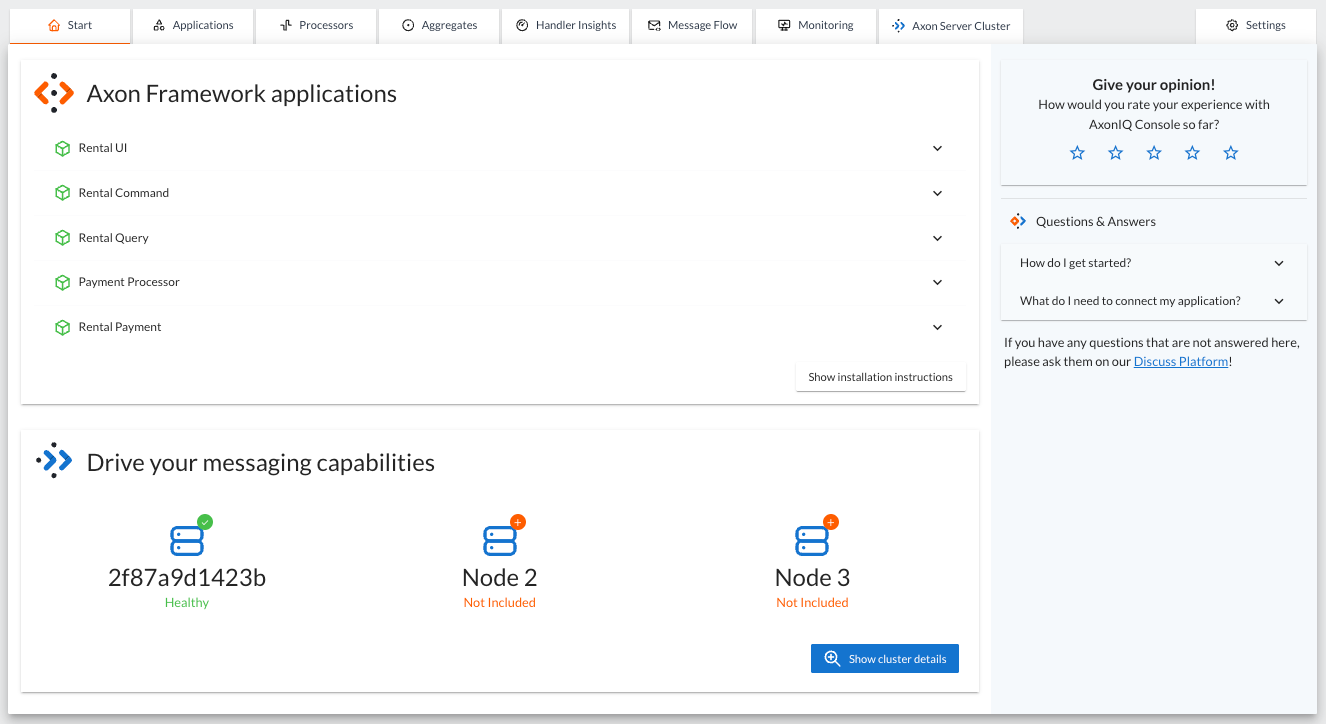 Start
Applications
Processors
Aggregates
Handler Insights
Message Flow
Monitoring
Axon Server Cluster
Settings
Axon Framework applications
Rental UI
Rental Command
Rental Query
Payment Processor
Rental Payment
Show installation instructions
Drive your messaging capabilities
2f87a9d1423b
Healthy
Node 2
Not Included
Node 3
Not Included
Show cluster details
Give your opinion!
How would you rate your experience with
AxonIQ Console so far?
Questions & Answers
How do I get started?
What do I need to connect my application?
If you have any questions that are not answered here,
please ask them on our Discuss Platform!